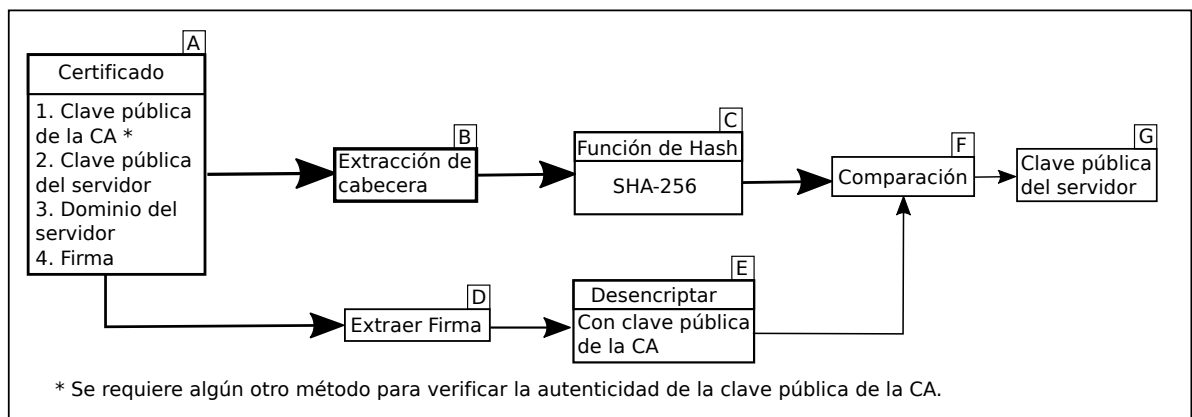 A
Certificado
1. Clave pública
de la CA *
2. Clave pública
del servidor
3. Dominio del
servidor
4. Firma
B
Extracción de
cabecera
C
Función de Hash
SHA-256
F
Comparación
G
Clave pública
del servidor
D
Extraer Firma
E
Desencriptar
Con clave pública
de la CA
* Se requiere algún otro método para verificar la autenticidad de la clave pública de la CA.